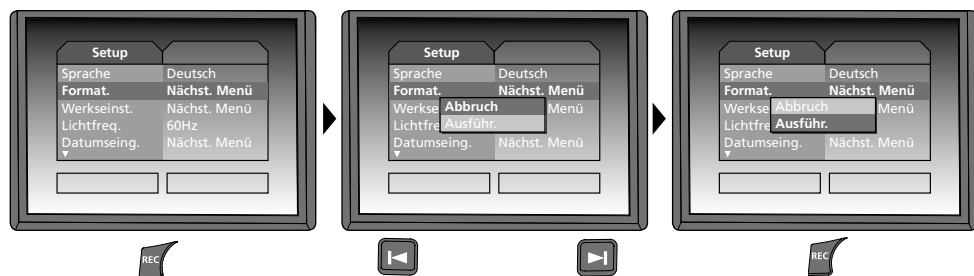 Setup
Sprache Deutsch
Format. Nächst. Menü
Werkseinst. Nächst. Menü
Lichtfreq. 60Hz
Datumseing. Nächst. Menü
REC
Setup
Sprache Deutsch
Format. Nächst. Menü
Werkse Menü
Abbruch
Lichtfre
Ausführ.
Datumseing. Nächst. Menü
Setup
Sprache Deutsch
Format. Nächst. Menü
Werkse Menü
Abbruch
Lichtfre
Ausführ.
Datumseing. Nächst. Menü
REC